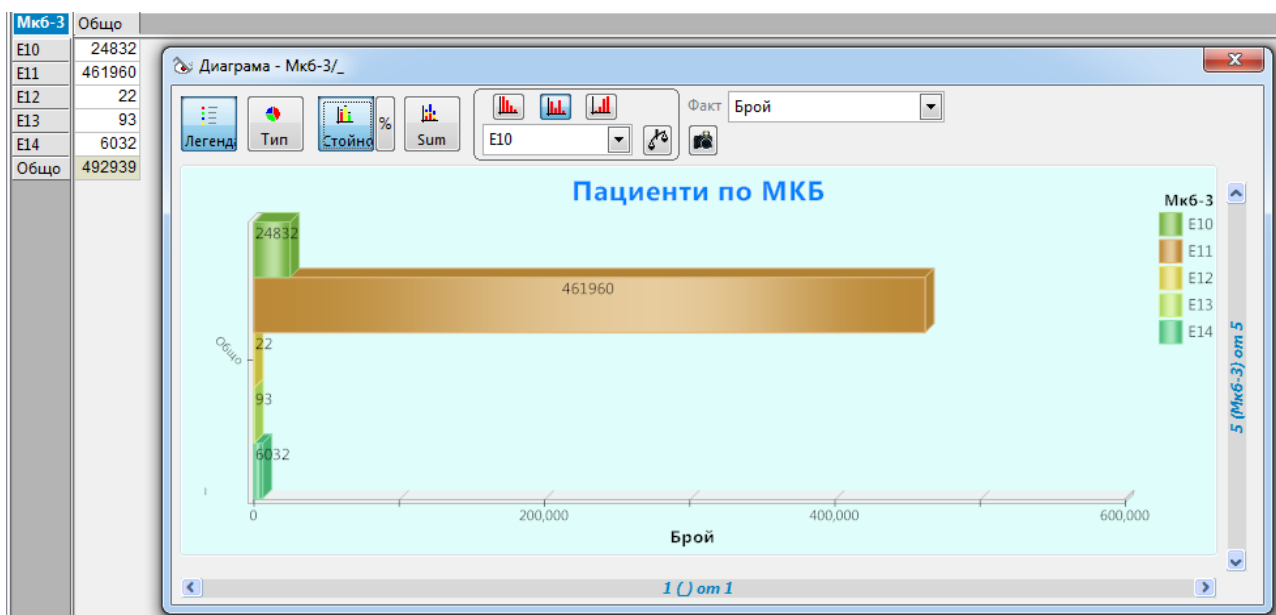 Мкб-3 Общо
E10 24832
E11 461960
E12 22
E13 93
E14 6032
Общо 492939
Диаграма - Мкб-3/_
Легенда Тип Стойно % Sum
E10
Факт Брой
Пациенти по МКБ
24832
461960
22
93
6032
Общо
0 200,000 400,000 600,000
Брой
Мкб-3
E10
E11
E12
E13
E14
5 (Мкб-3) от 5
1 () от 1